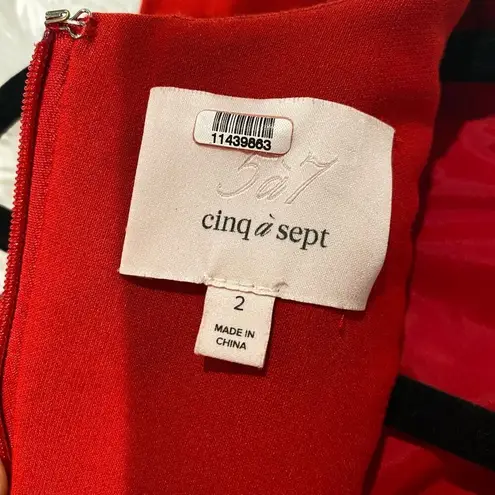 11439863
5à7
cinq à sept
2
MADE IN
CHINA